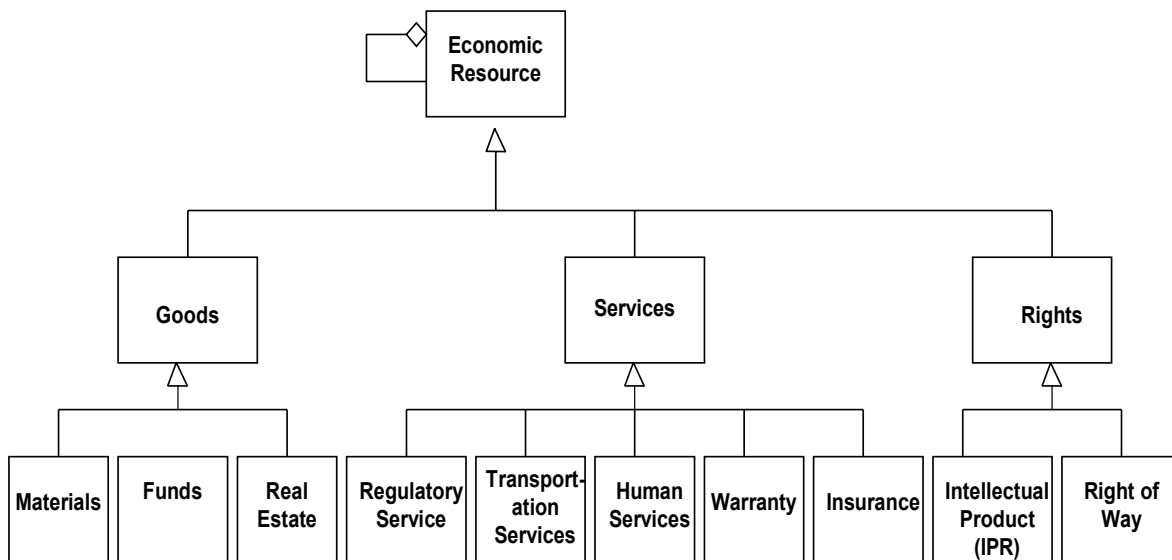 Economic
Resource
Goods
Services
Rights
Materials
Funds
Real
Estate
Regulatory
Service
Transport-
ation
Services
Human
Services
Warranty
Insurance
Intellectual
Product
(IPR)
Right of
Way